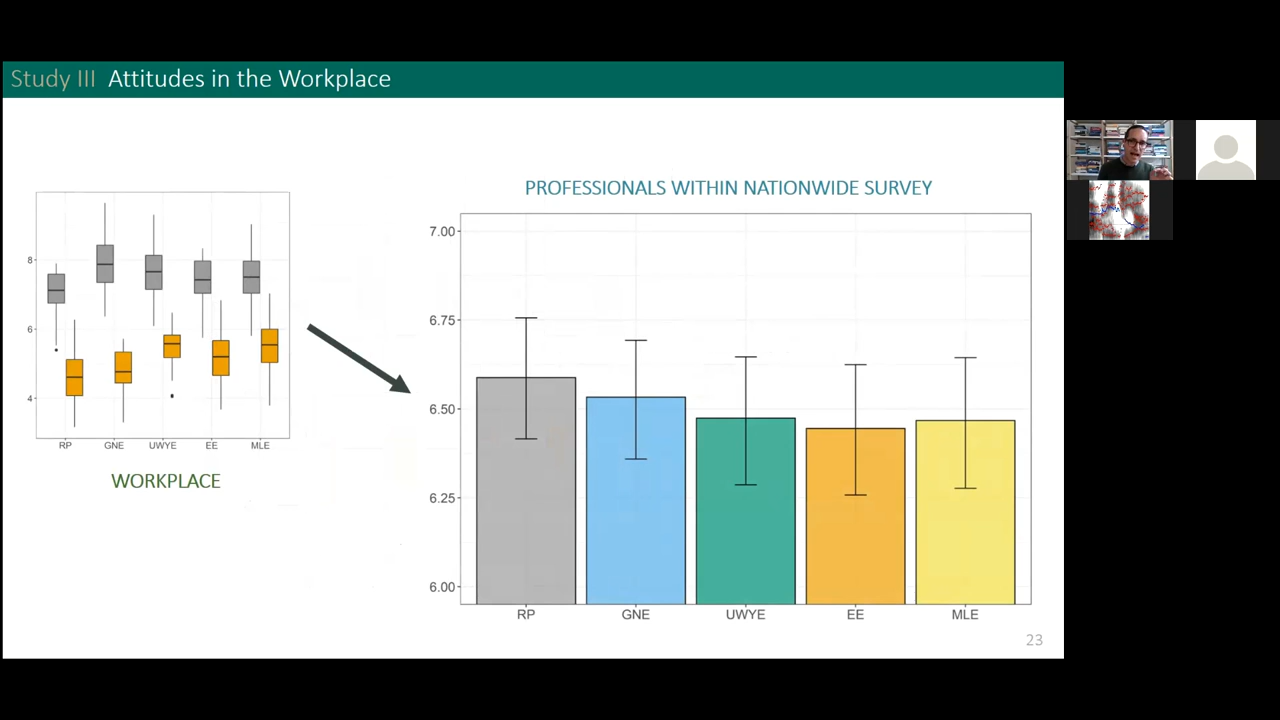 Study III Attitudes in the Workplace
PROFESSIONALS WITHIN NATIONWIDE SURVEY
8
6
4
RP GNE UWYE EE MLE
WORKPLACE
7.00
6.75
6.50
6.25
6.00
RP GNE UWYE EE MLE
23